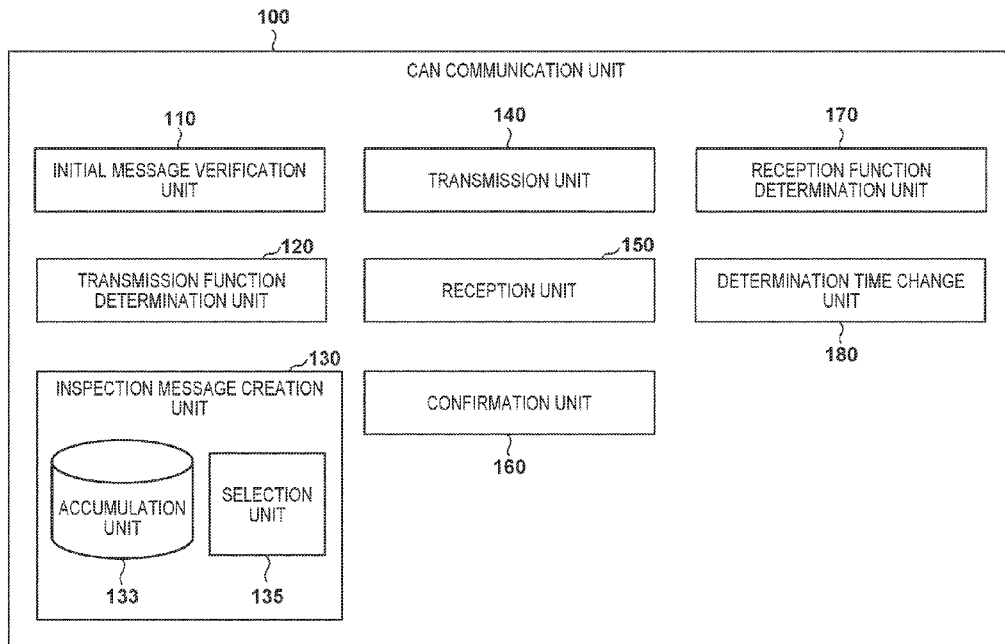 100
CAN COMMUNICATION UNIT
110
INITIAL MESSAGE VERIFICATION
UNIT
140
TRANSMISSION UNIT
170
RECEPTION FUNCTION
DETERMINATION UNIT
120
TRANSMISSION FUNCTION
DETERMINATION UNIT
150
RECEPTION UNIT
DETERMINATION TIME CHANGE
UNIT
180
130
INSPECTION MESSAGE CREATION
UNIT
ACCUMULATION
UNIT
133
SELECTION
UNIT
135
CONFIRMATION UNIT
160